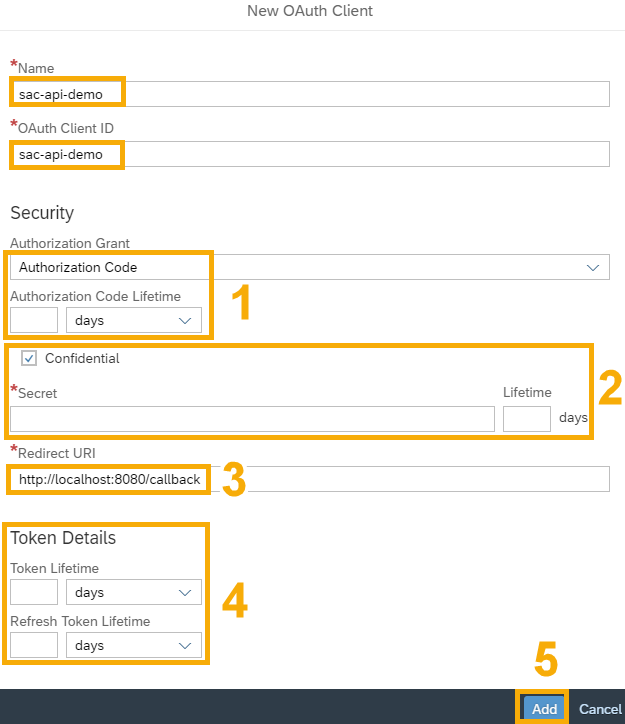 New OAuth Client
*Name
sac-api-demo
*OAuth Client ID
sac-api-demo
Security
Authorization Grant
Authorization Code
Authorization Code Lifetime
days
1
Confidential
*Secret Lifetime
days
2
*Redirect URI
http://localhost:8080/callback
3
Token Details
Token Lifetime
days
4
Refresh Token Lifetime
days
5
Add Cancel